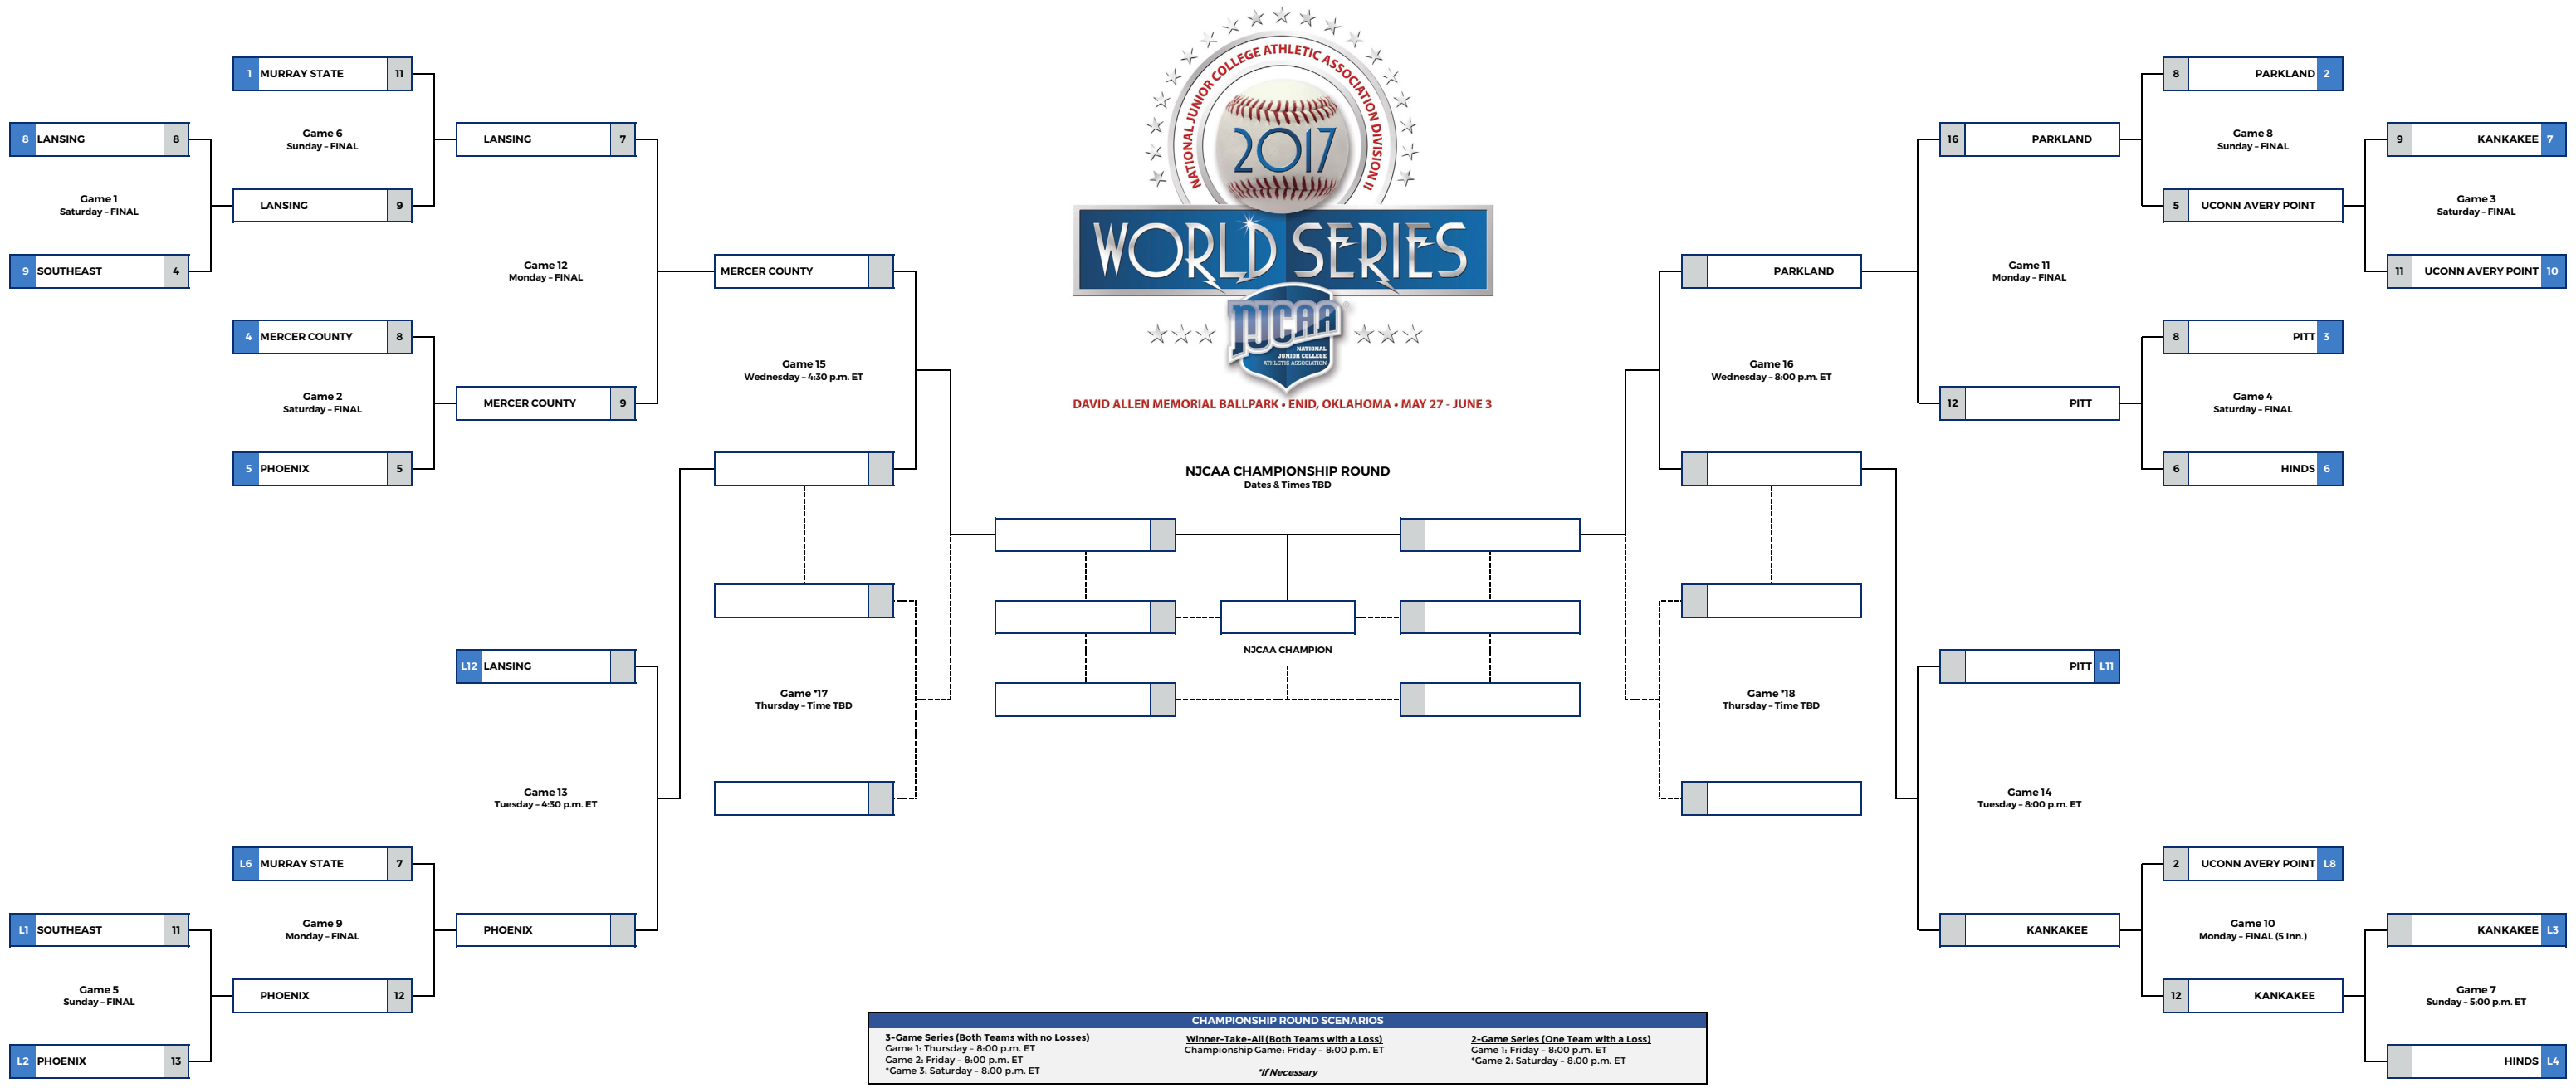 NATIONAL JUNIOR COLLEGE ATHLETIC ASSOCIATION DIVISION II
2017
WORLD SERIES
NJCAA
NATIONAL
JUNIOR COLLEGE
ATHLETIC ASSOCIATION
DAVID ALLEN MEMORIAL BALLPARK • ENID, OKLAHOMA • MAY 27 - JUNE 3
1 MURRAY STATE 11
8 LANSING 8
Game 6
Sunday – FINAL
LANSING 7
Game 1
Saturday – FINAL
LANSING 9
9 SOUTHEAST 4
Game 12
Monday – FINAL
MERCER COUNTY
4 MERCER COUNTY 8
Game 2
Saturday – FINAL
MERCER COUNTY 9
5 PHOENIX 5
Game 15
Wednesday – 4:30 p.m. ET
L12 LANSING
Game *17
Thursday – Time TBD
Game 13
Tuesday – 4:30 p.m. ET
L6 MURRAY STATE 7
L1 SOUTHEAST 11
Game 9
Monday – FINAL
PHOENIX
Game 5
Sunday – FINAL
PHOENIX 12
L2 PHOENIX 13
NJCAA CHAMPIONSHIP ROUND
Dates & Times TBD
NJCAA CHAMPION
8 PARKLAND 2
16 PARKLAND
Game 8
Sunday – FINAL
9 KANKAKEE 7
5 UCONN AVERY POINT
Game 3
Saturday – FINAL
11 UCONN AVERY POINT 10
PARKLAND
Game 11
Monday – FINAL
8 PITT 3
Game 16
Wednesday – 8:00 p.m. ET
12 PITT
Game 4
Saturday – FINAL
6 HINDS 6
PITT L11
Game *18
Thursday – Time TBD
Game 14
Tuesday – 8:00 p.m. ET
2 UCONN AVERY POINT L8
KANKAKEE
Game 10
Monday – FINAL (5 Inn.)
KANKAKEE L3
12 KANKAKEE
Game 7
Sunday – 5:00 p.m. ET
HINDS L4
CHAMPIONSHIP ROUND SCENARIOS
3-Game Series (Both Teams with no Losses)
Game 1: Thursday – 8:00 p.m. ET
Game 2: Friday – 8:00 p.m. ET
*Game 3: Saturday – 8:00 p.m. ET
Winner-Take-All (Both Teams with a Loss)
Championship Game: Friday – 8:00 p.m. ET
*If Necessary
2-Game Series (One Team with a Loss)
Game 1: Friday – 8:00 p.m. ET
*Game 2: Saturday – 8:00 p.m. ET